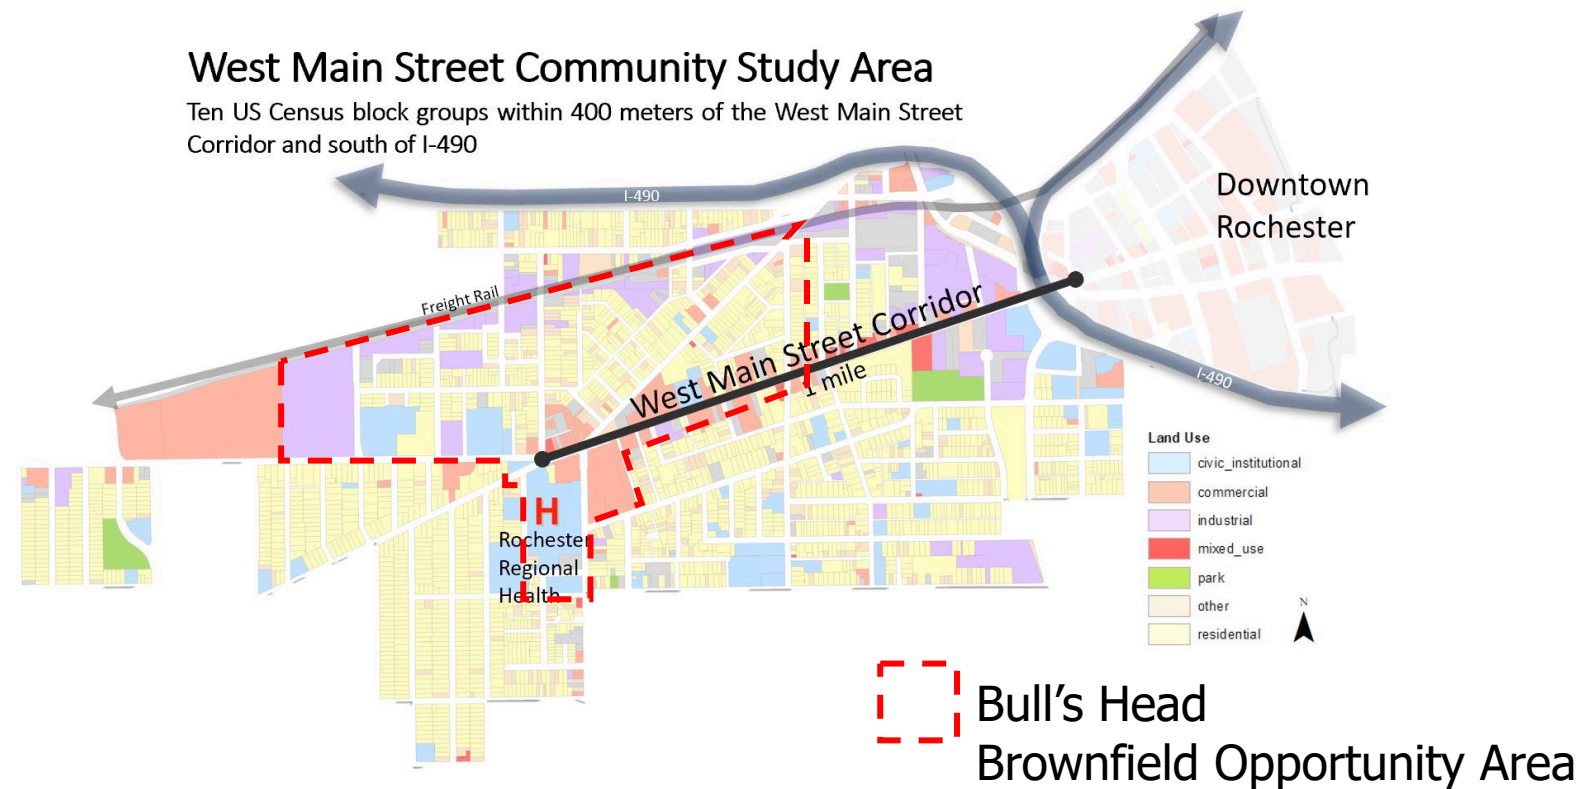 West Main Street Community Study Area
Ten US Census block groups within 400 meters of the West Main Street
Corridor and south of I-490
I-490
Downtown
Rochester
Freight Rail
West Main Street Corridor
1 mile
I-490
H
Rochester
Regional
Health
Land Use
civic_institutional
commercial
industrial
mixed_use
park
other
residential
N
Bull's Head
Brownfield Opportunity Area